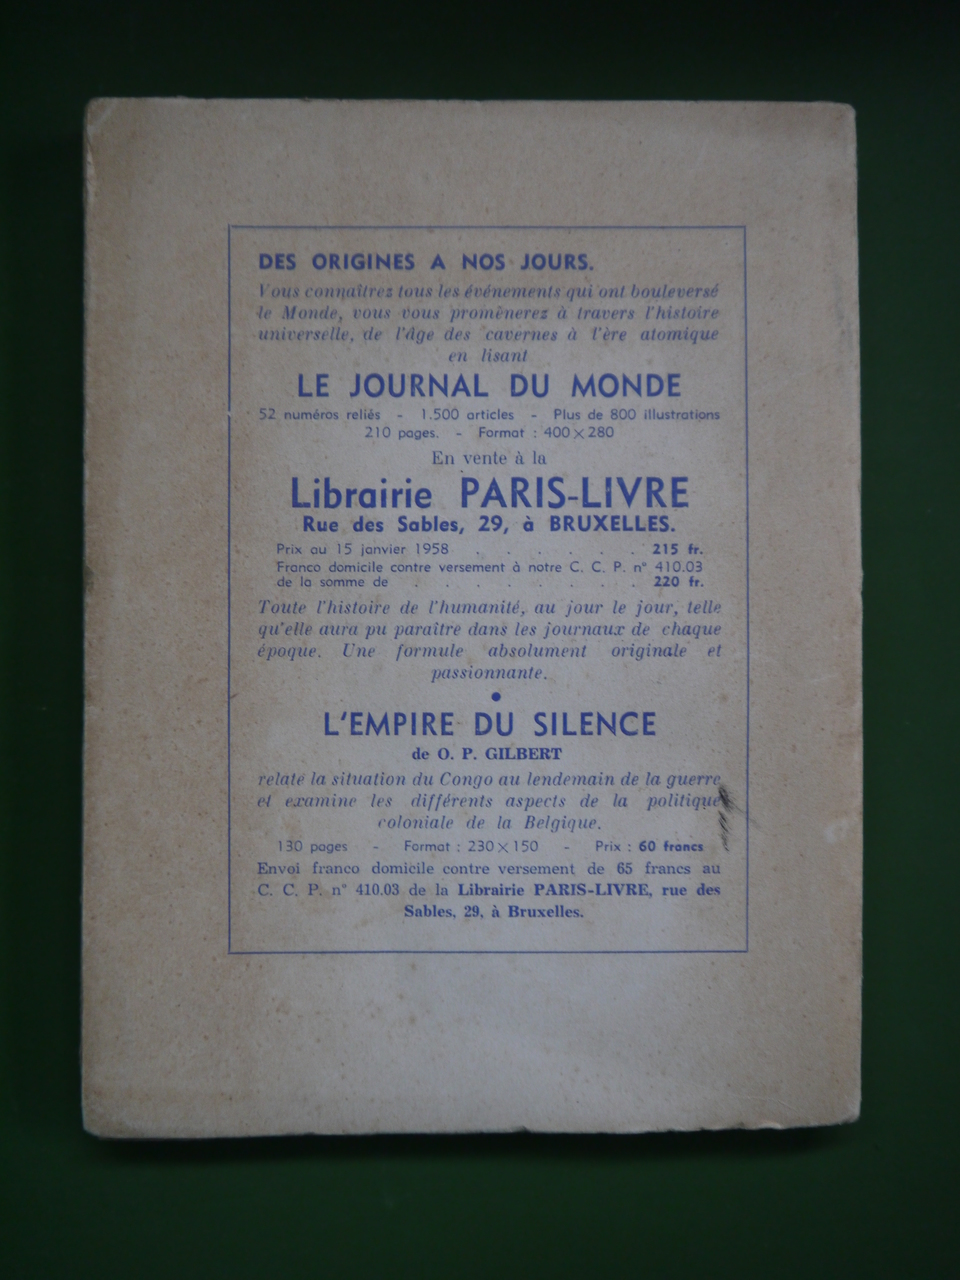 DES ORIGINES A NOS JOURS.
Vous connaîtrez tous les événements qui ont bouleversé
le Monde, vous vous promènerez à travers l'histoire
universelle, de l'âge des cavernes à l'ère atomique
en lisant
LE JOURNAL DU MONDE
52 numéros reliés - 1.500 articles - Plus de 800 illustrations
210 pages. - Format : 400 × 280
En vente à la
Librairie PARIS-LIVRE
Rue des Sables, 29, à BRUXELLES.
Prix au 15 janvier 1958 . . . . . . 215 fr.
Franco domicile contre versement à notre C. C. P. n° 410.03
de la somme de . . . . . . . . 220 fr.
Toute l'histoire de l'humanité, au jour le jour, telle
qu'elle aura pu paraître dans les journaux de chaque
époque. Une formule absolument originale et
passionnante.
•
L'EMPIRE DU SILENCE
de O. P. GILBERT
relate la situation du Congo au lendemain de la guerre
et examine les différents aspects de la politique
coloniale de la Belgique.
130 pages - Format : 230 × 150 - Prix : 60 francs
Envoi franco domicile contre versement de 65 francs au
C. C. P. n° 410.03 de la Librairie PARIS-LIVRE, rue des
Sables, 29, à Bruxelles.